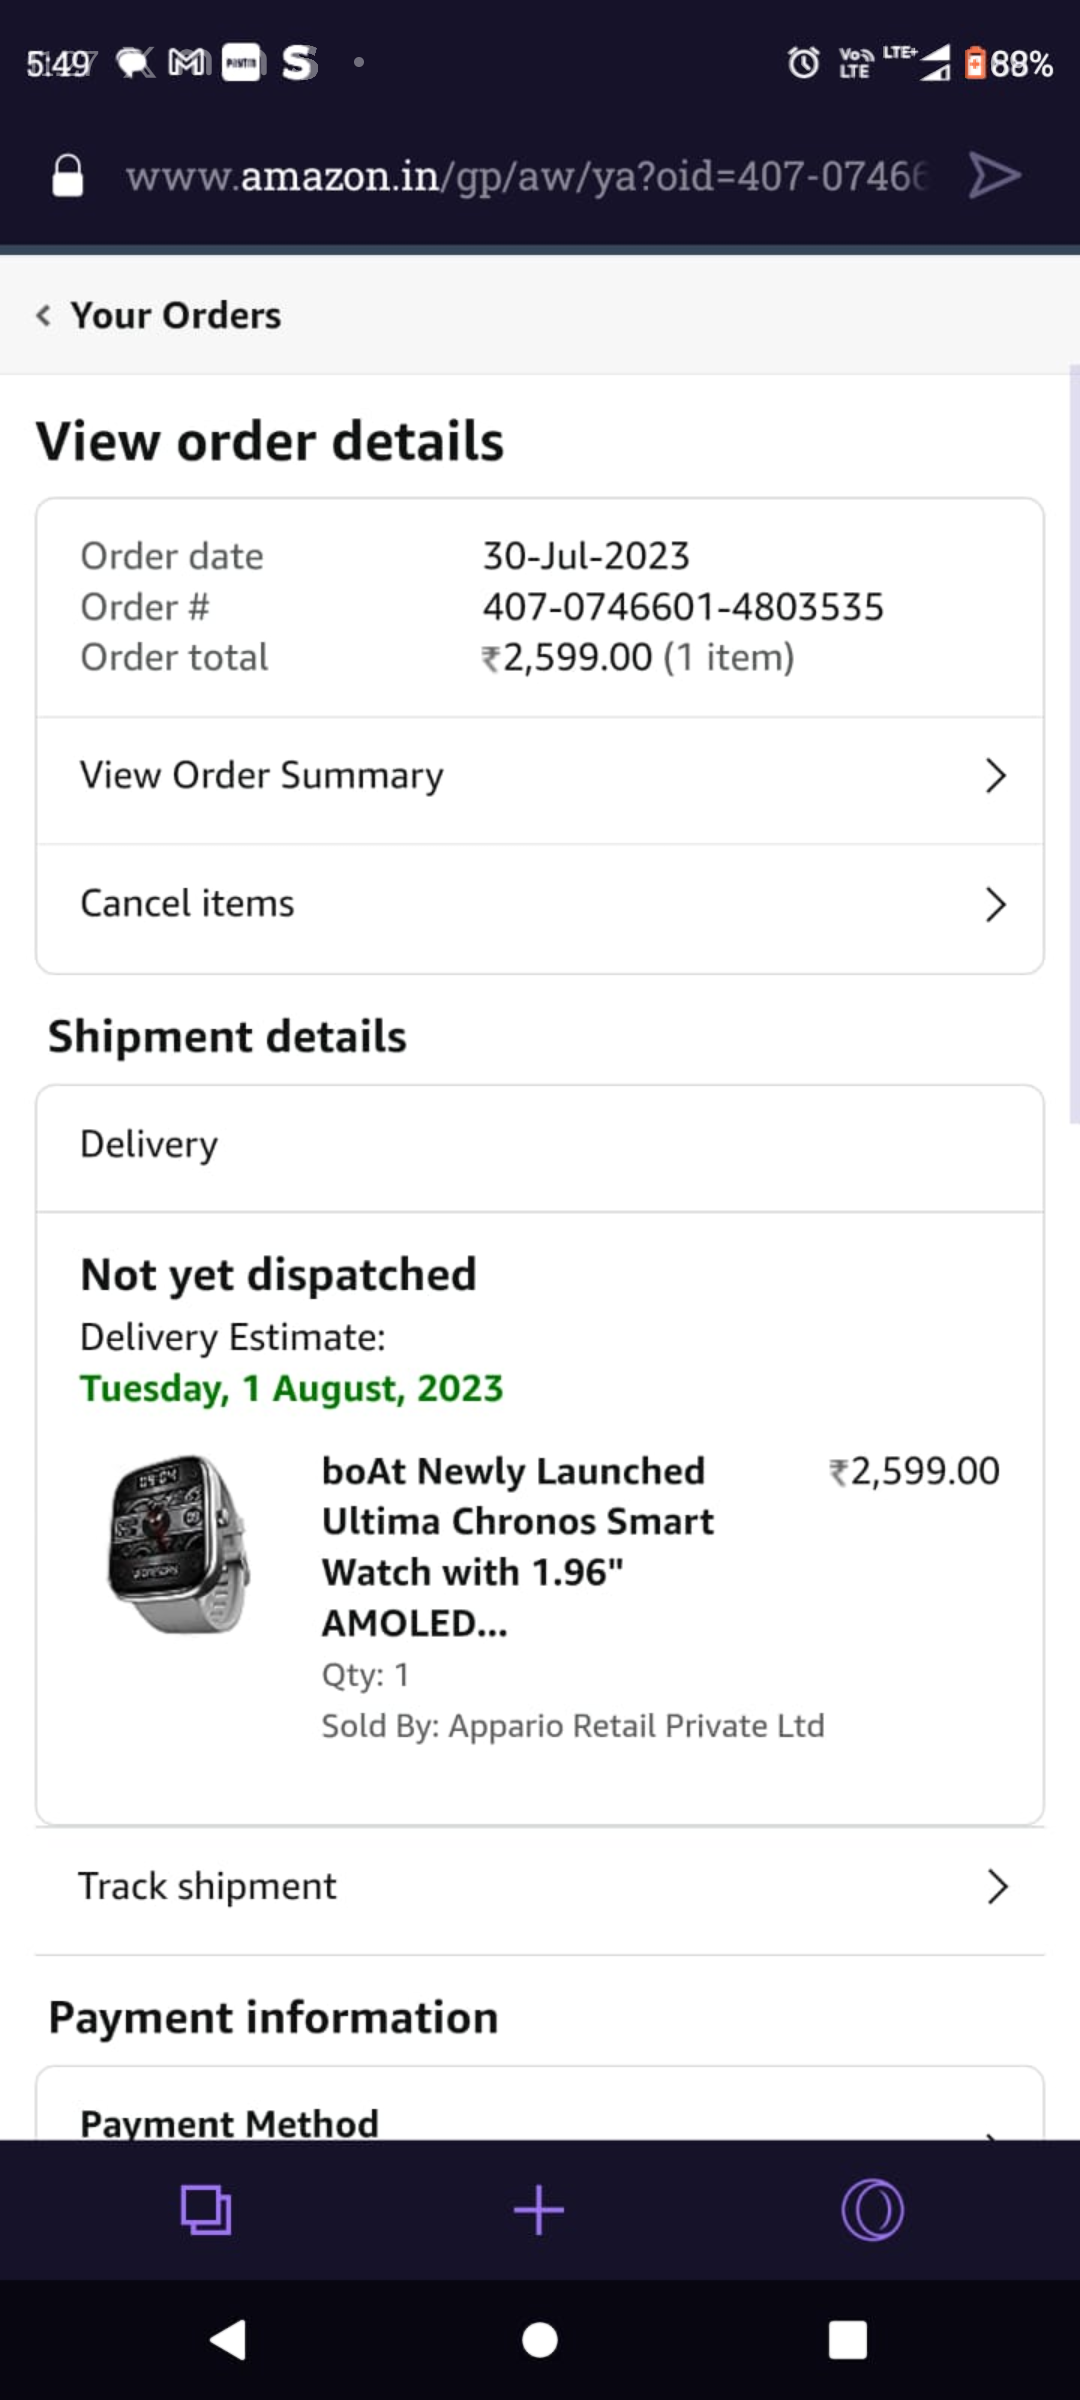 5:49
Paytm
S
Vo) LTE
LTE+
88%
www.amazon.in/gp/aw/ya?oid=407-07466
Your Orders
View order details
Order date 30-Jul-2023
Order # 407-0746601-4803535
Order total ₹2,599.00 (1 item)
View Order Summary
Cancel items
Shipment details
Delivery
Not yet dispatched
Delivery Estimate:
Tuesday, 1 August, 2023
boAt Newly Launched ₹2,599.00
Ultima Chronos Smart
Watch with 1.96"
AMOLED...
Qty: 1
Sold By: Appario Retail Private Ltd
Track shipment
Payment information
Payment Method